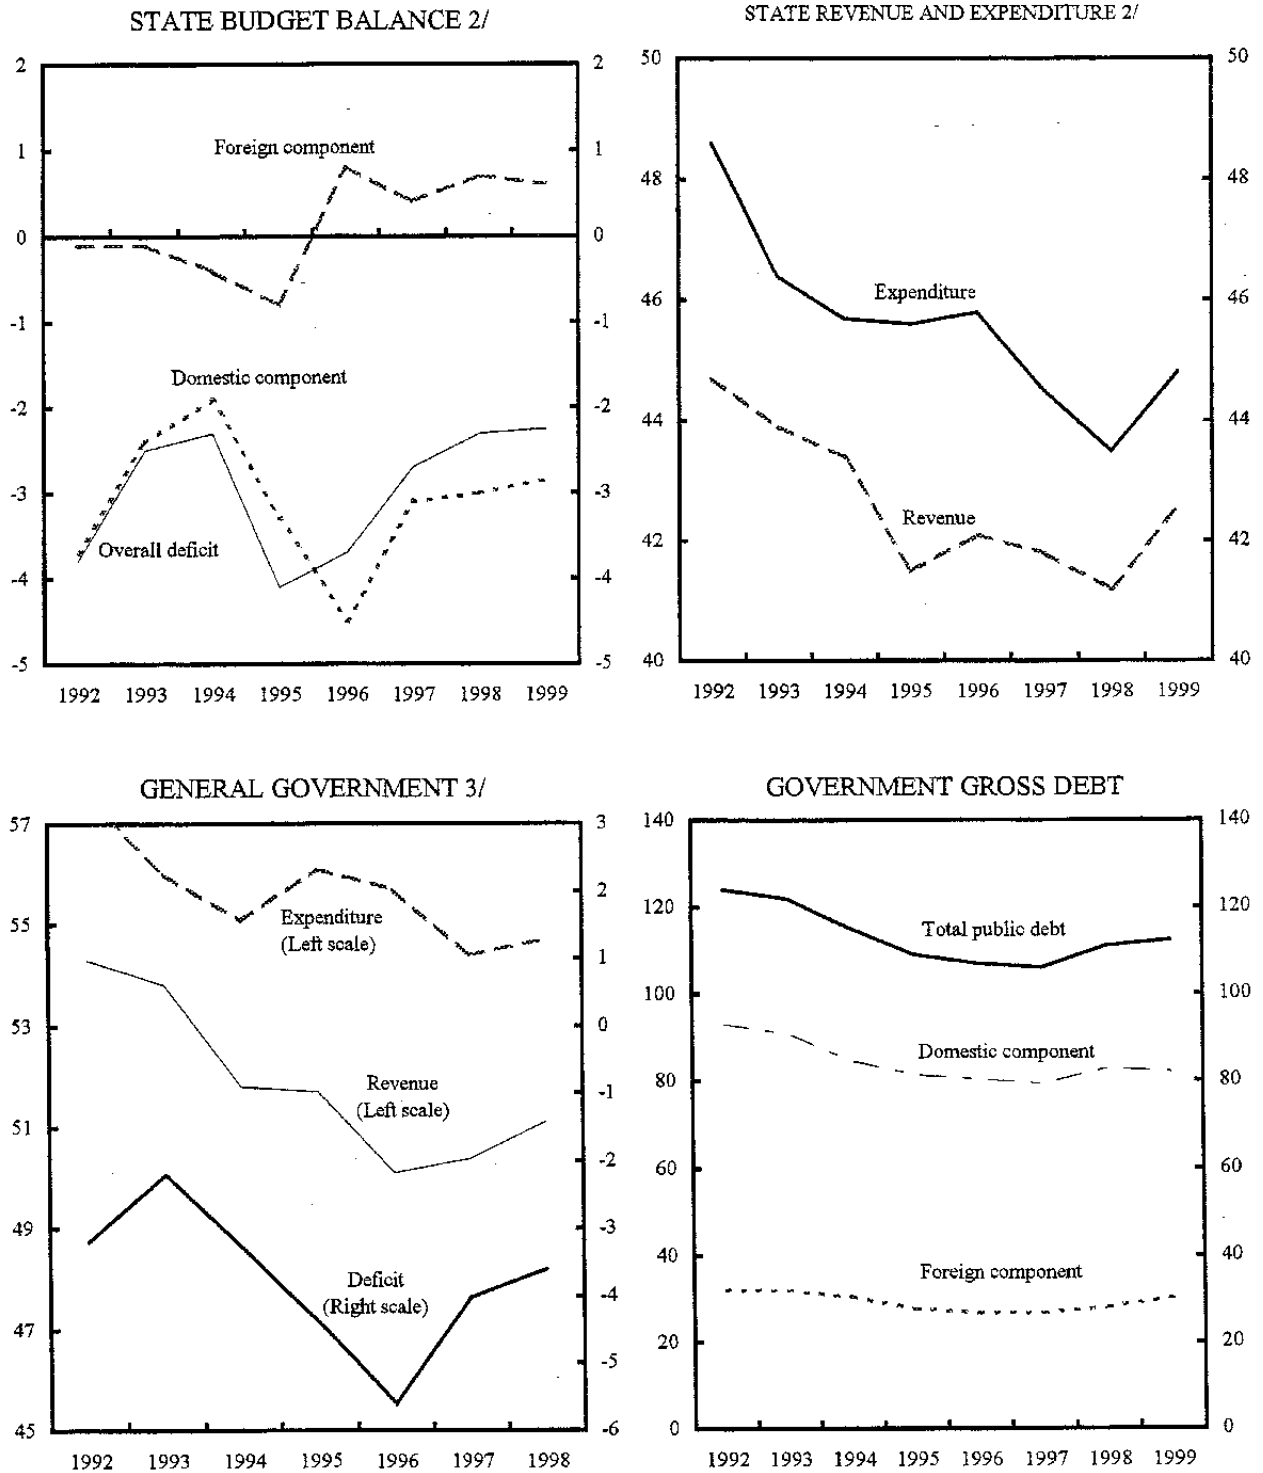 STATE BUDGET BALANCE 2/
2
1
0
-1
-2
-3
-4
-5
2
1
0
-1
-2
-3
-4
-5
Foreign component
Domestic component
Overall deficit
1992 1993 1994 1995 1996 1997 1998 1999
STATE REVENUE AND EXPENDITURE 2/
50
48
46
44
42
40
50
48
46
44
42
40
Expenditure
Revenue
1992 1993 1994 1995 1996 1997 1998 1999
GENERAL GOVERNMENT 3/
57
55
53
51
49
47
45
3
2
1
0
-1
-2
-3
-4
-5
-6
Expenditure
(Left scale)
Revenue
(Left scale)
Deficit
(Right scale)
1992 1993 1994 1995 1996 1997 1998
GOVERNMENT GROSS DEBT
140
120
100
80
60
40
20
0
140
120
100
80
60
40
20
0
Total public debt
Domestic component
Foreign component
1992 1993 1994 1995 1996 1997 1998 1999